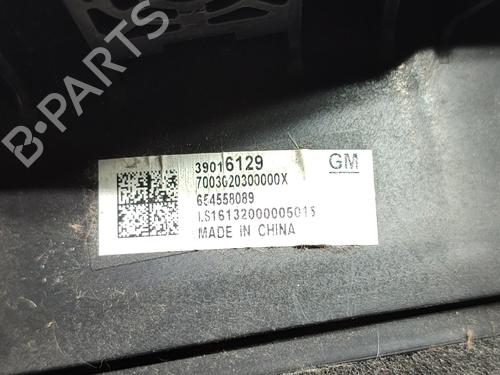 39016129
GM
7003020300000X
654558089
LS16132000005015
MADE IN CHINA
B-PARTS